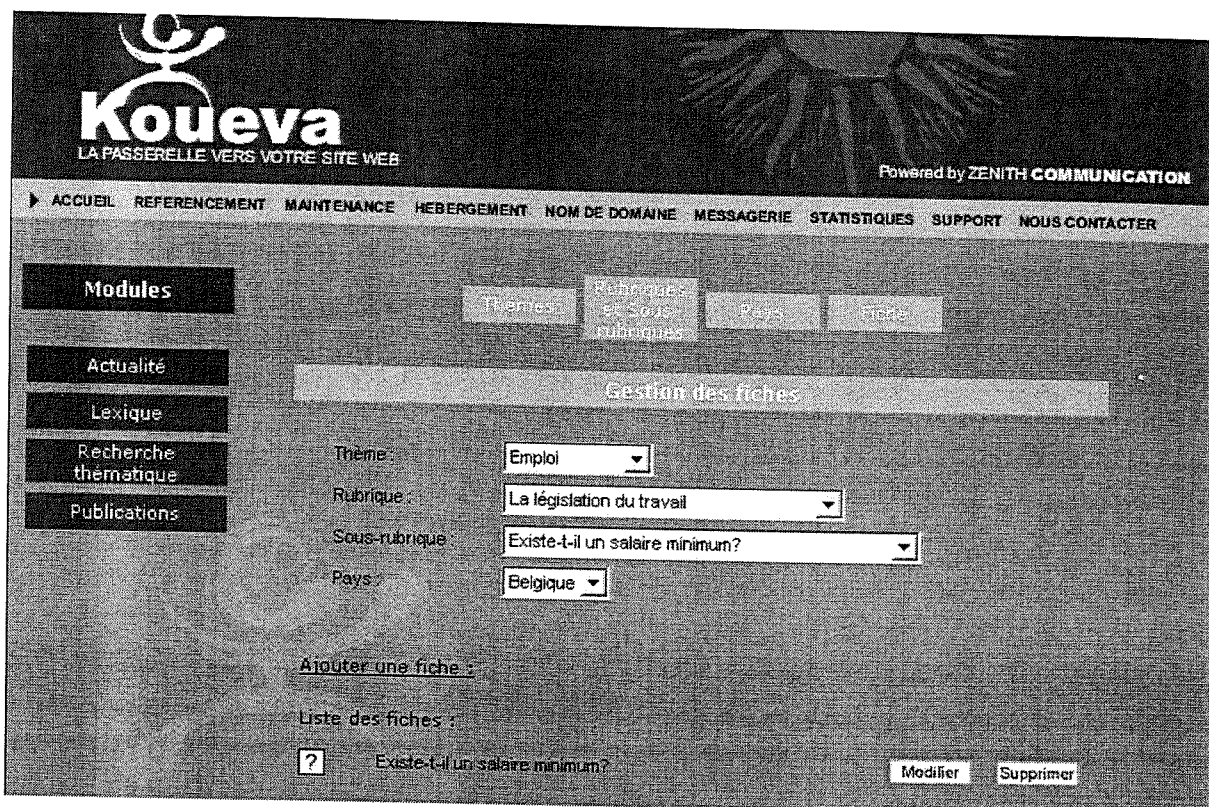 Koueva
LA PASSERELLE VERS VOTRE SITE WEB
Powered by ZENITH COMMUNICATION
ACCUEIL REFERENCEMENT MAINTENANCE HEBERGEMENT NOM DE DOMAINE MESSAGERIE STATISTIQUES SUPPORT NOUS CONTACTER
Modules
Actualité
Lexique
Recherche
thématique
Publications
Thèmes
Rubriques
et Sous-
rubriques
Pays
Fiche
Gestion des fiches
Thème : Emploi
Rubrique : La législation du travail
Sous-rubrique Existe-t-il un salaire minimum?
Pays : Belgique
Ajouter une fiche :
Liste des fiches :
? Existe-t-il un salaire minimum? Modifier Supprimer